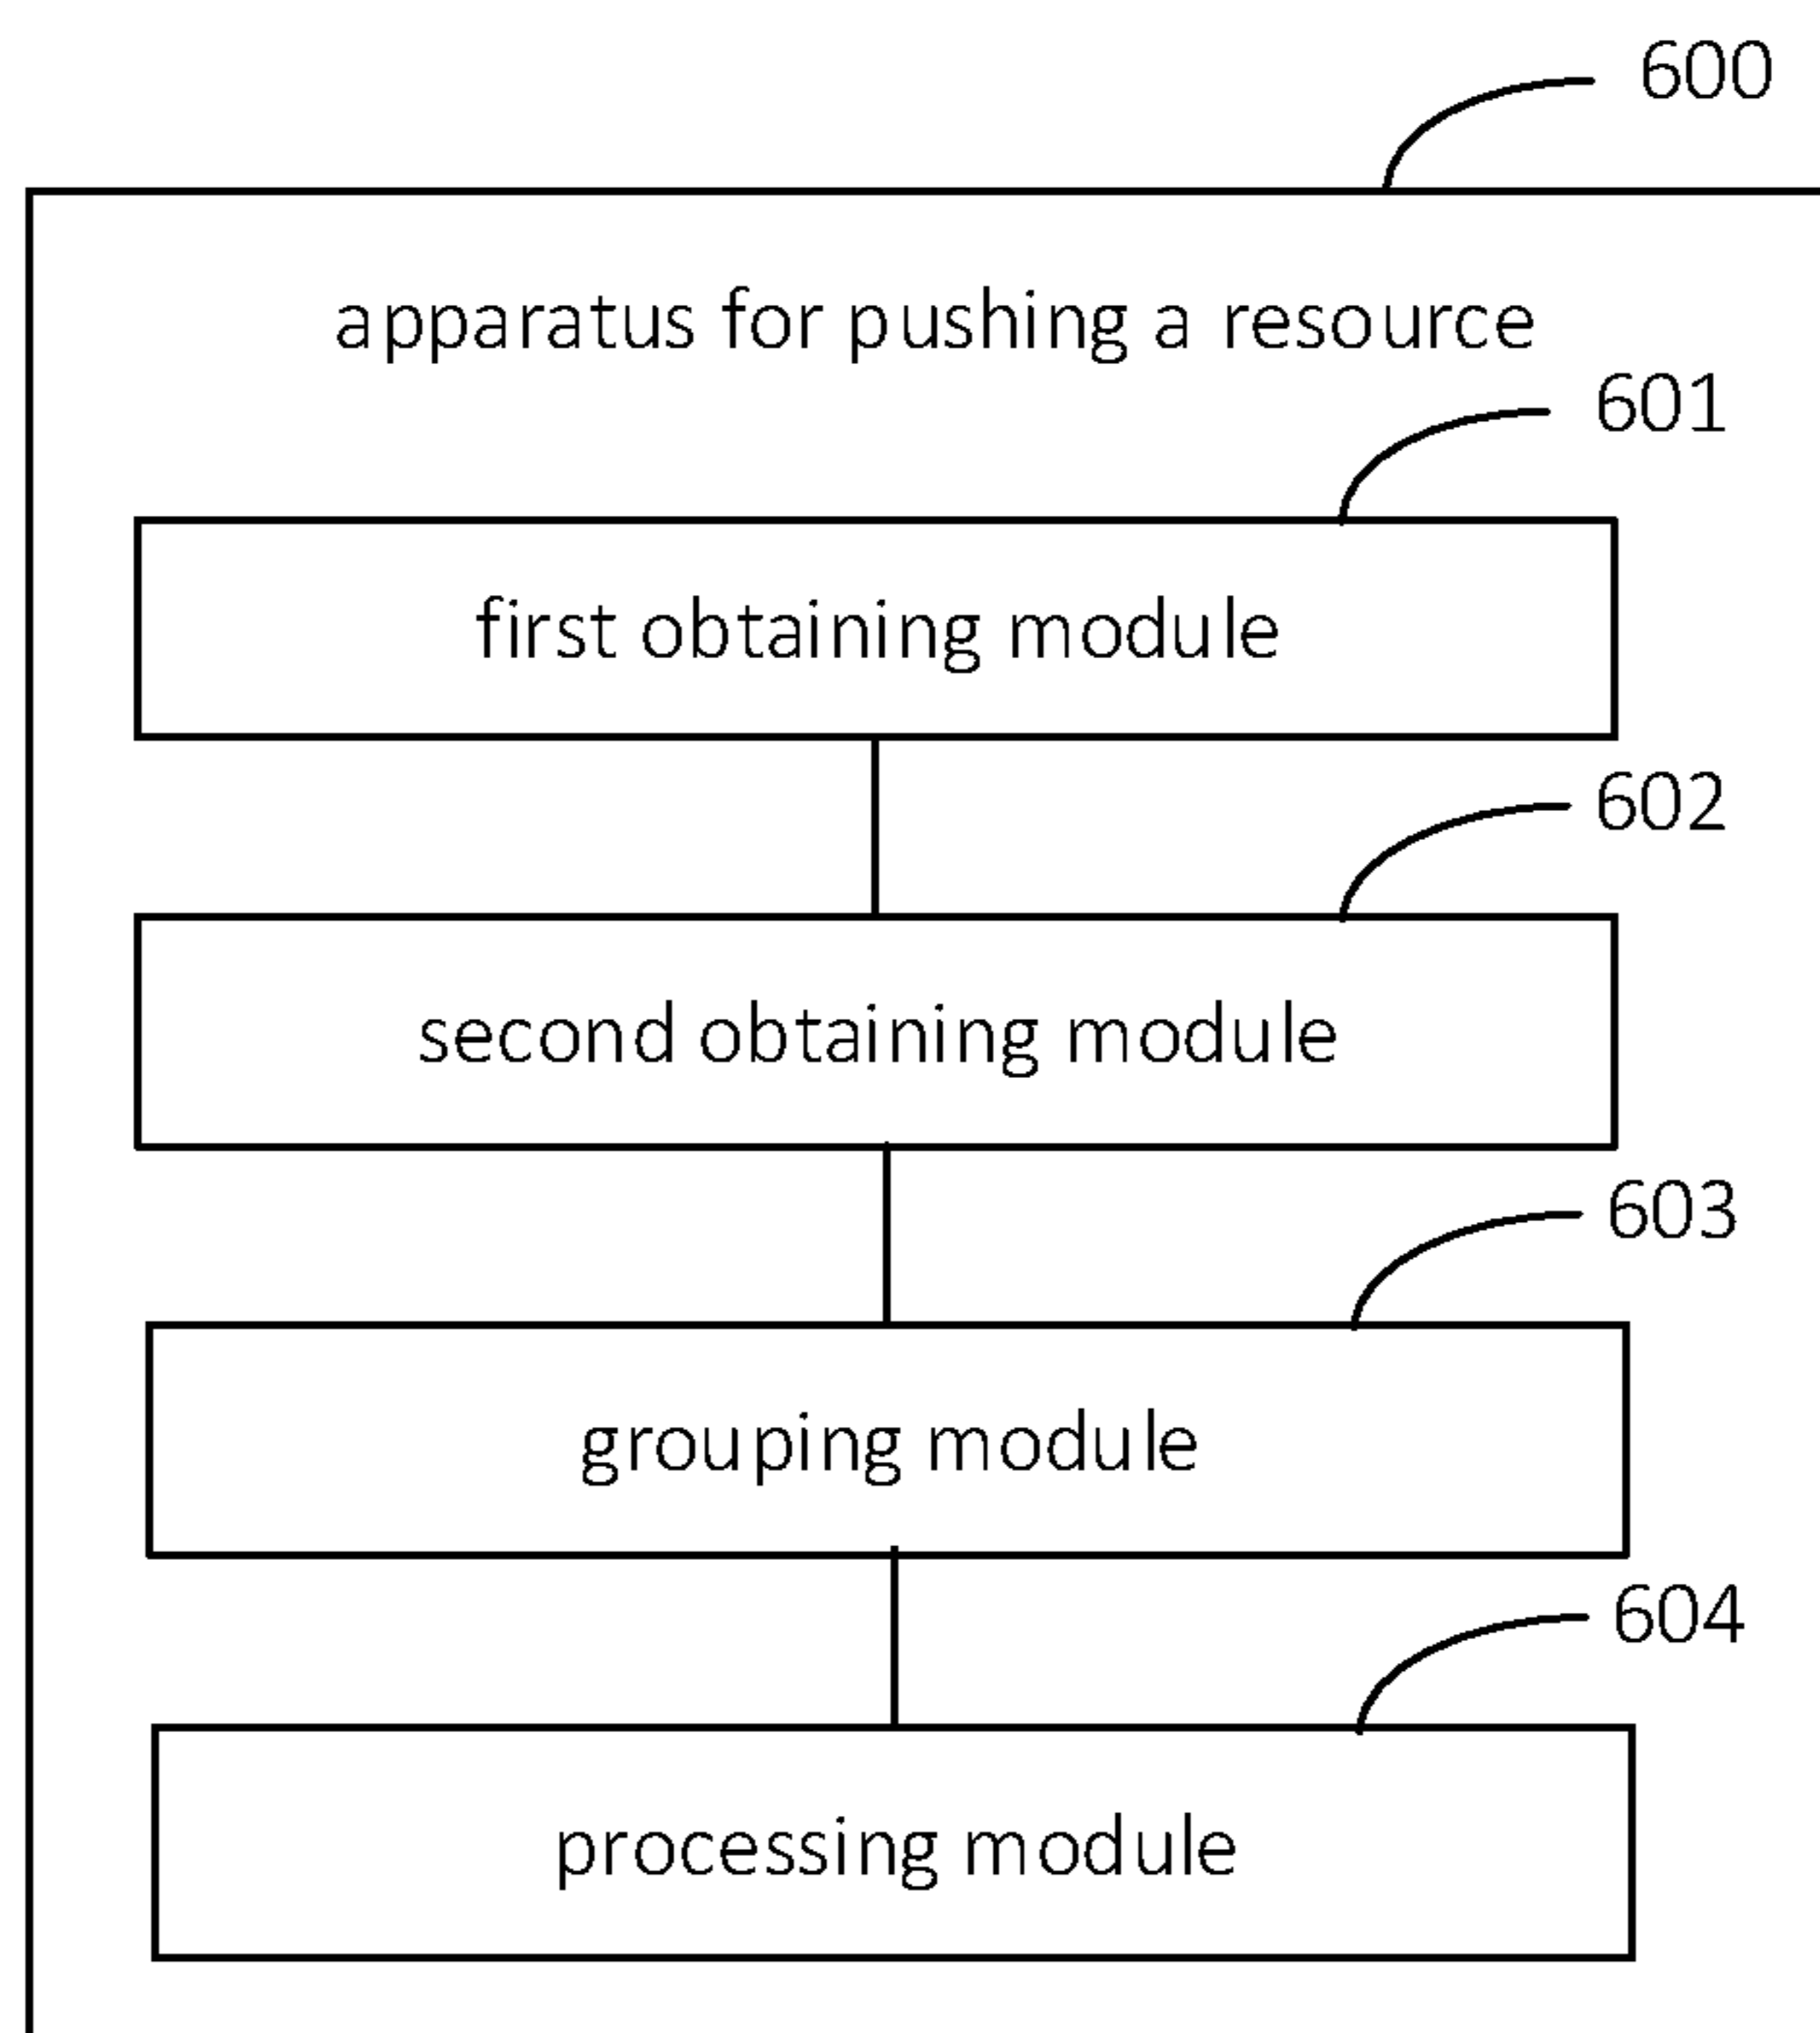 600
apparatus for pushing a resource
601
first obtaining module
602
second obtaining module
603
grouping module
604
processing module